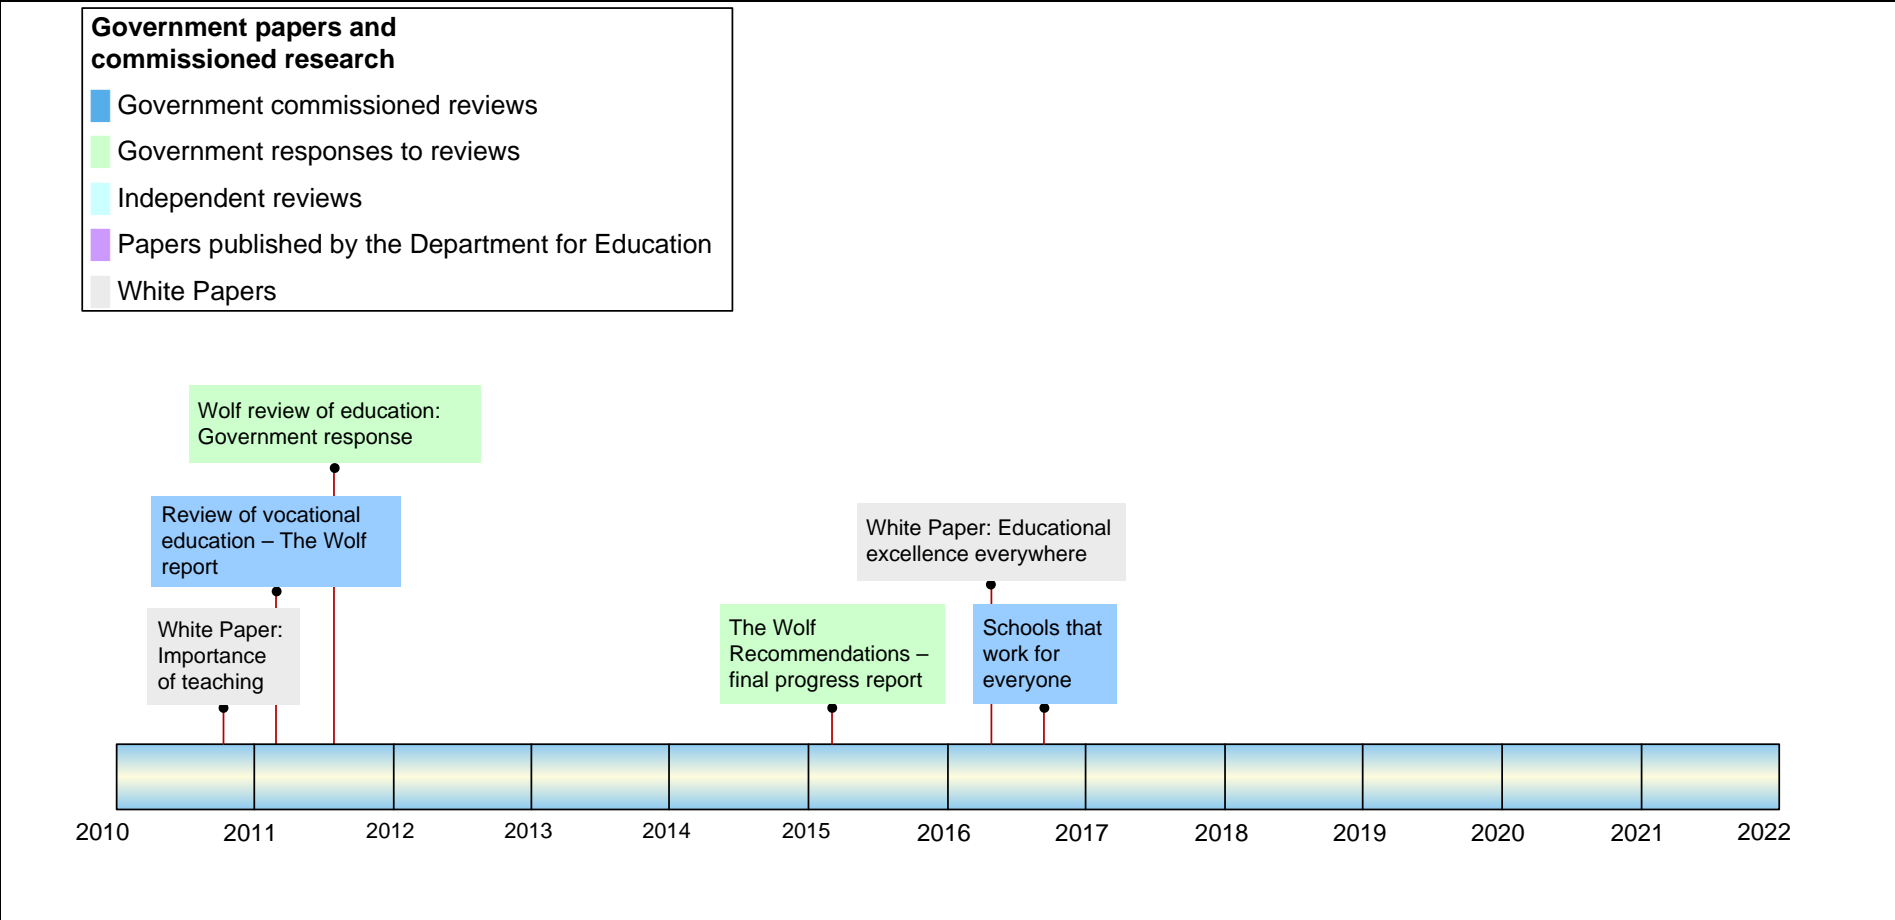 Government papers and
commissioned research
Government commissioned reviews
Government responses to reviews
Independent reviews
Papers published by the Department for Education
White Papers
Wolf review of education:
Government response
Review of vocational
education – The Wolf
report
White Paper:
Importance
of teaching
The Wolf
Recommendations –
final progress report
White Paper: Educational
excellence everywhere
Schools that
work for
everyone
2010
2011
2012
2013
2014
2015
2016
2017
2018
2019
2020
2021
2022